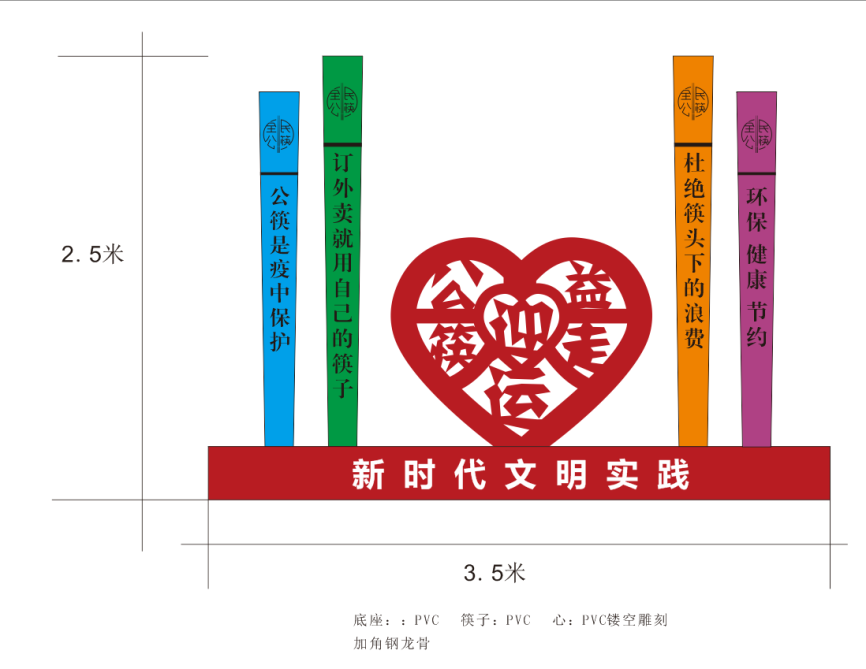 全民公筷
全民公筷
全民公筷
全民公筷
公筷是疫中保护
订外卖就用自己的筷子
杜绝筷头下的浪费
环保 健康 节约
公筷
益走
迎运
新时代文明实践
2.5米
3.5米
底座：：PVC 筷子：PVC 心：PVC镂空雕刻
加角钢龙骨